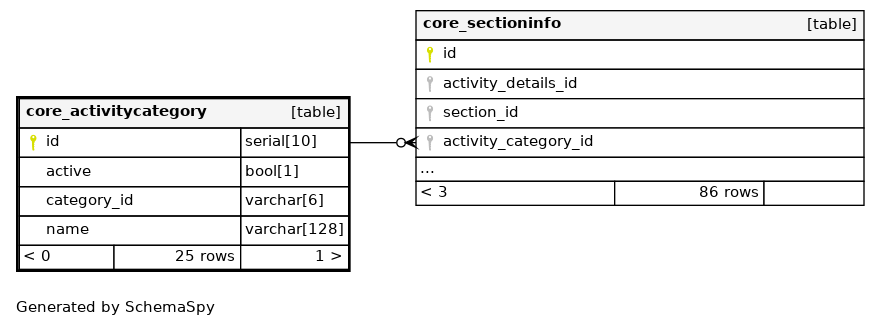 core_sectioninfo [table]
id
activity_details_id
section_id
activity_category_id
...
< 3 86 rows
core_activitycategory [table]
id serial[10]
active bool[1]
category_id varchar[6]
name varchar[128]
< 0 25 rows 1 >
Generated by SchemaSpy